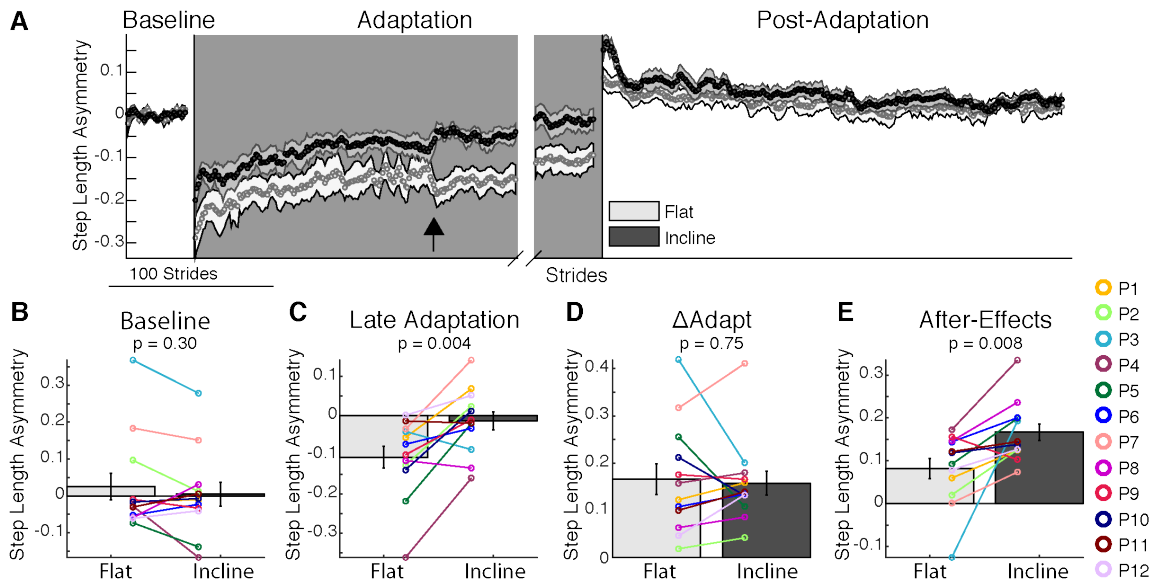 A
Baseline
Adaptation
Post-Adaptation
Step Length Asymmetry
0.1
0
-0.1
-0.2
-0.3
Flat
Incline
100 Strides
Strides
B
Baseline
p = 0.30
Step Length Asymmetry
0.3
0.2
0.1
0
-0.1
Flat
Incline
C
Late Adaptation
p = 0.004
Step Length Asymmetry
0.1
0
-0.1
-0.2
-0.3
Flat
Incline
D
ΔAdapt
p = 0.75
Step Length Asymmetry
0.4
0.3
0.2
0.1
0
Flat
Incline
E
After-Effects
p = 0.008
Step Length Asymmetry
0.3
0.2
0.1
0
-0.1
Flat
Incline
P1
P2
P3
P4
P5
P6
P7
P8
P9
P10
P11
P12